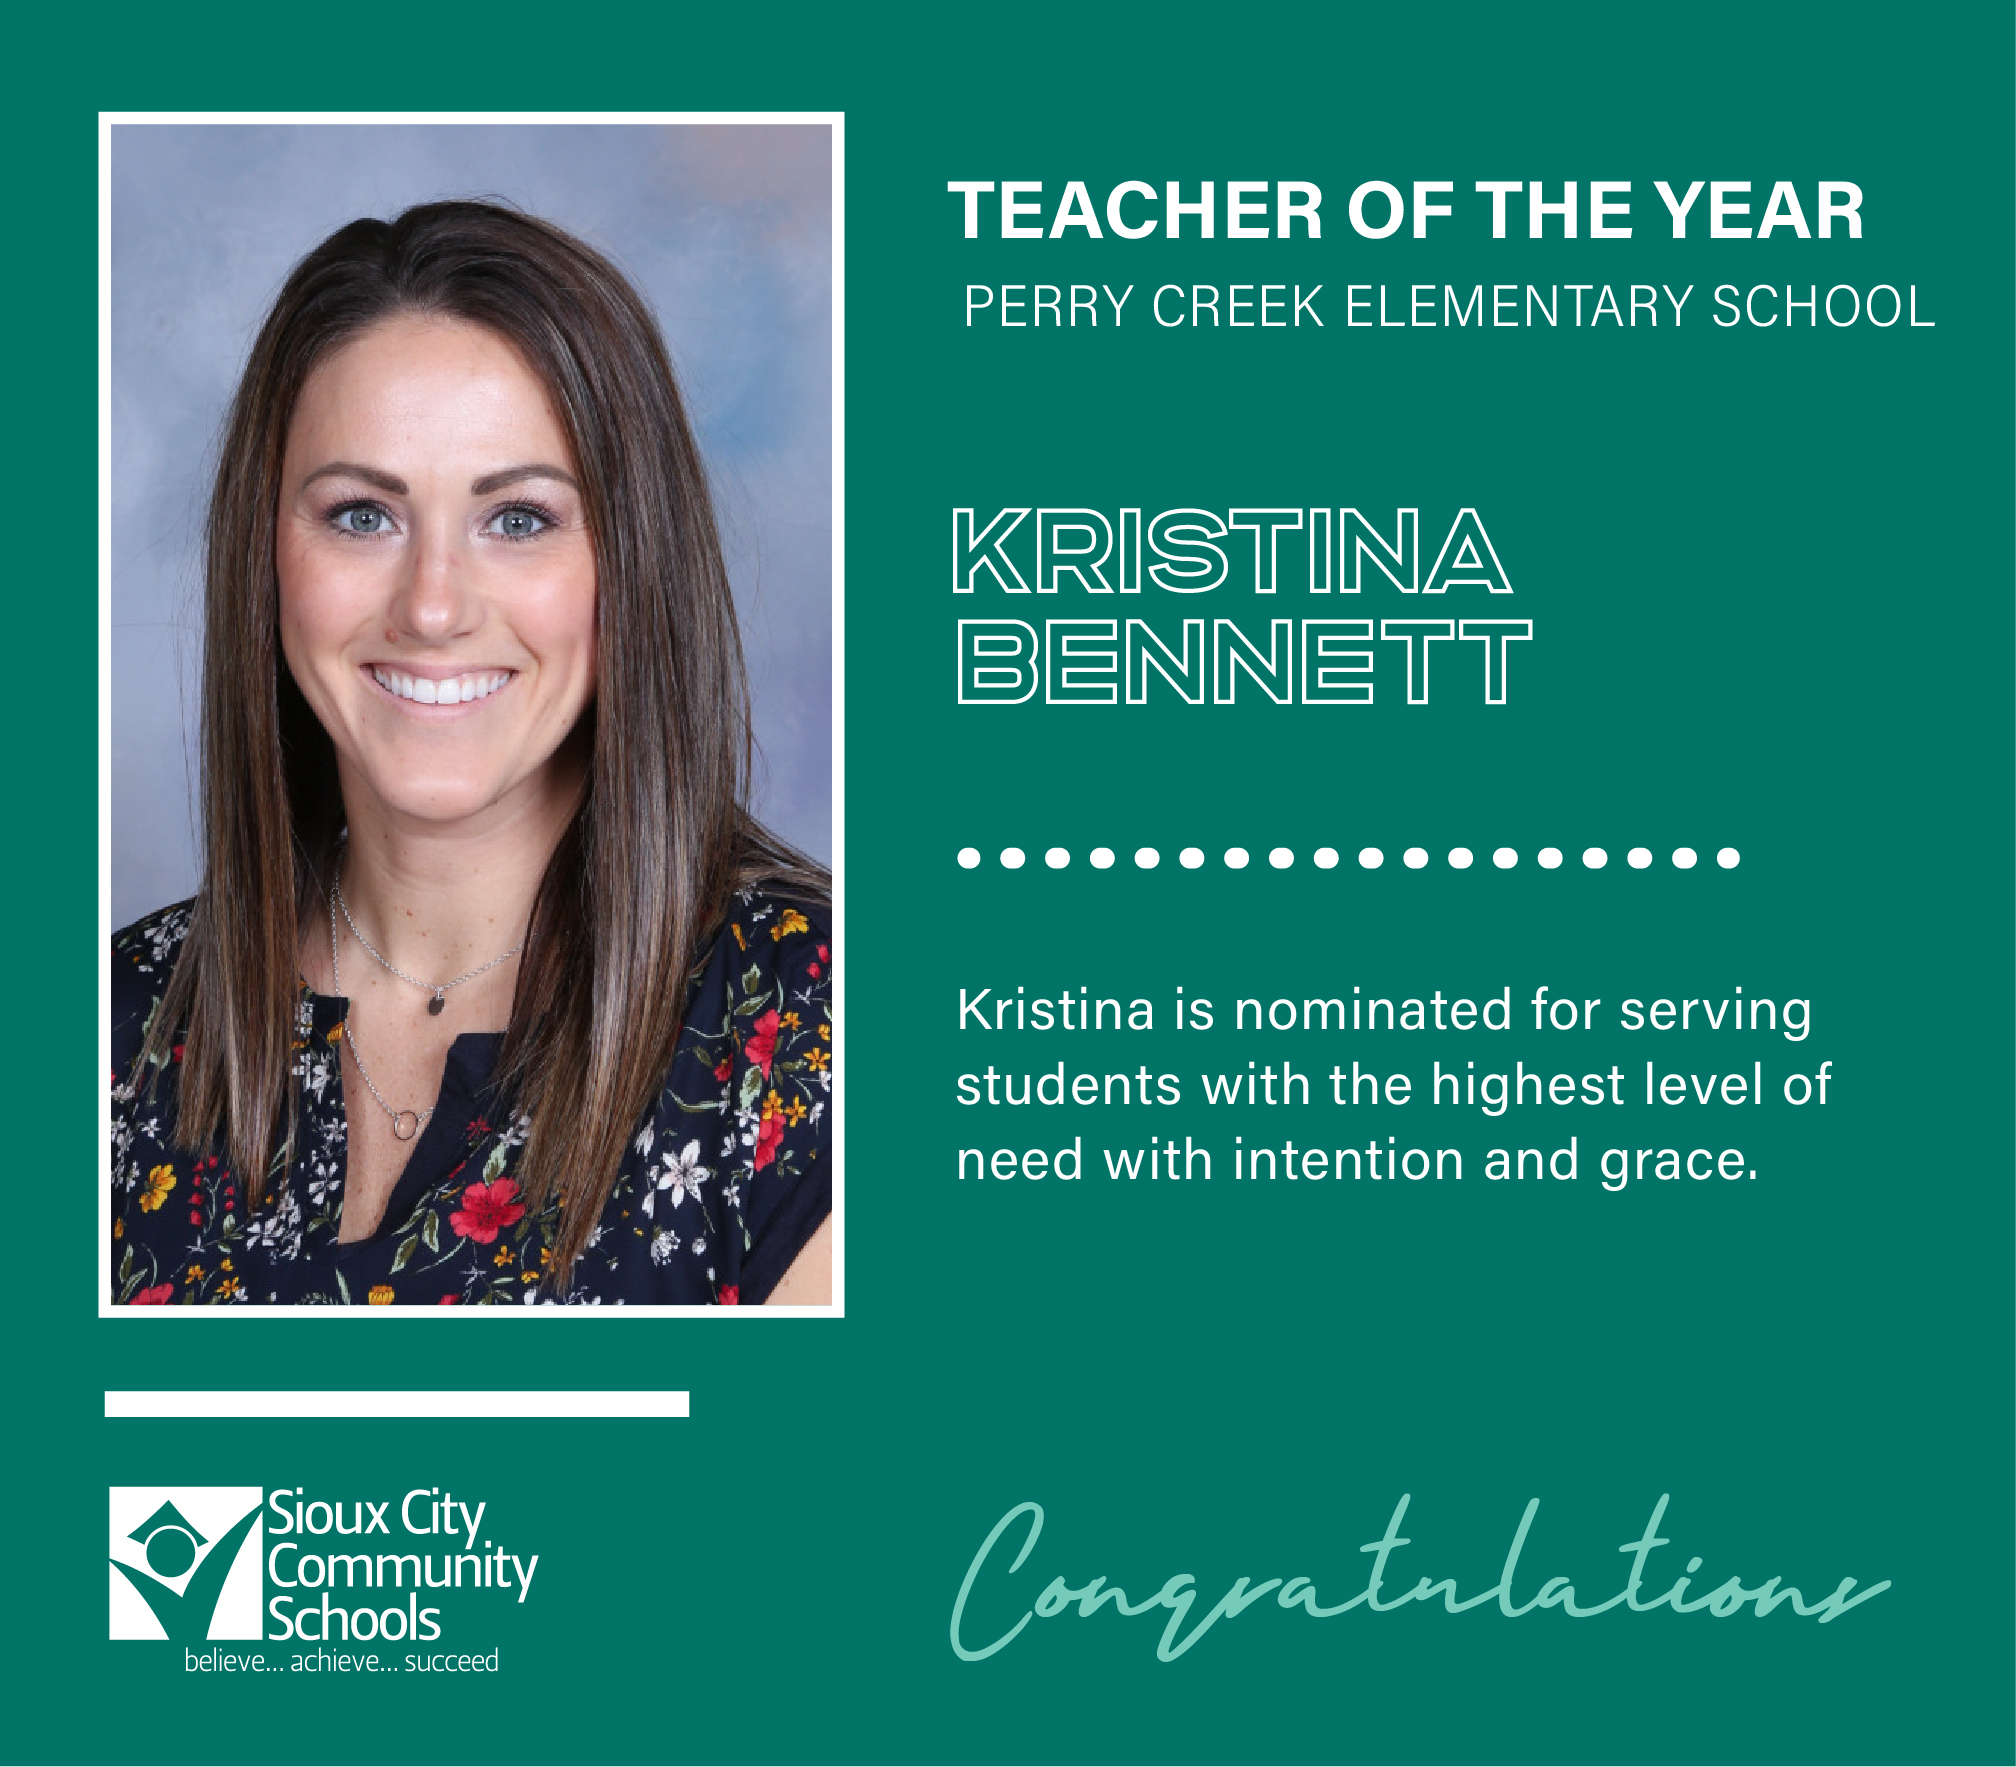 TEACHER OF THE YEAR
PERRY CREEK ELEMENTARY SCHOOL
KRISTINA
BENNETT
Kristina is nominated for serving
students with the highest level of
need with intention and grace.
Sioux City
Community
Schools
believe... achieve... succeed
Congratulations